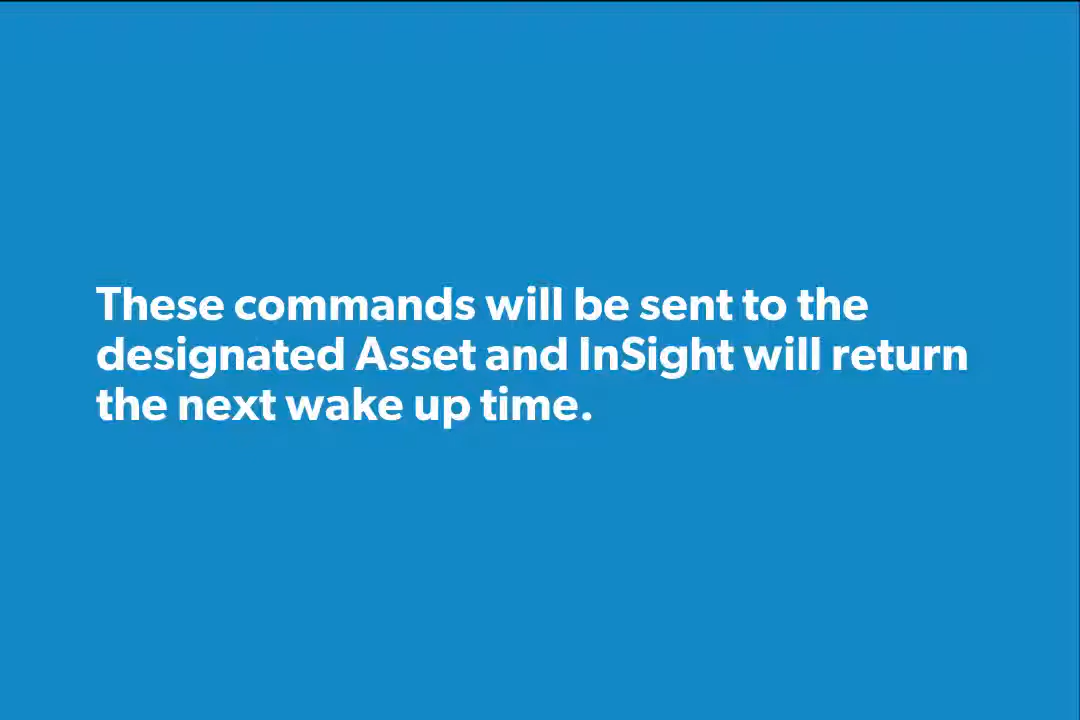 These commands will be sent to the
designated Asset and InSight will return
the next wake up time.